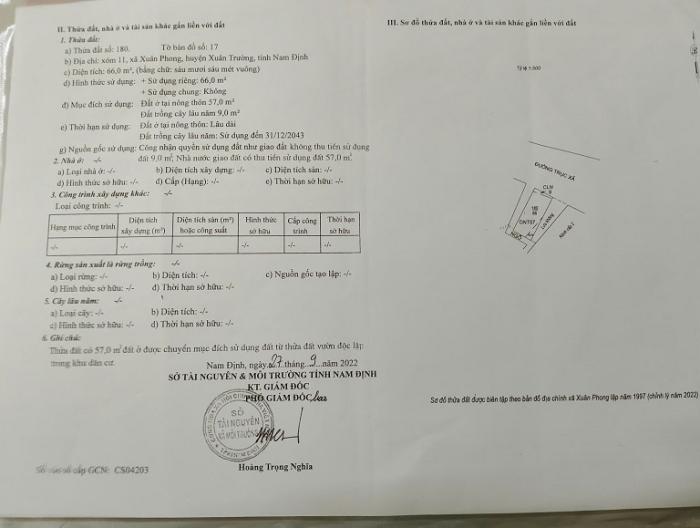 II. Thửa đất, nhà ở và tài sản khác gắn liền với đất
1. Thửa đất:
a) Thửa đất số: 180. Tờ bản đồ số: 17
b) Địa chỉ: xóm 11, xã Xuân Phong, huyện Xuân Trường, tỉnh Nam Định
c) Diện tích: 66,0 m², (bằng chữ: sáu mươi sáu mét vuông)
d) Hình thức sử dụng: + Sử dụng riêng: 66,0 m²
+ Sử dụng chung: Không
đ) Mục đích sử dụng: Đất ở tại nông thôn 57,0 m²
Đất trồng cây lâu năm 9,0 m²
e) Thời hạn sử dụng: Đất ở tại nông thôn: Lâu dài
Đất trồng cây lâu năm: Sử dụng đến 31/12/2043
g) Nguồn gốc sử dụng: Công nhận quyền sử dụng đất như giao đất không thu tiền sử dụng
đất 9,0 m²; Nhà nước giao đất có thu tiền sử dụng đất 57,0 m²
2. Nhà ở: -/-
a) Loại nhà ở: -/- b) Diện tích xây dựng: -/- c) Diện tích sàn: -/-
d) Hình thức sở hữu: -/- đ) Cấp (Hạng): -/- e) Thời hạn sở hữu: -/-
3. Công trình xây dựng khác: -/-
Loại công trình: -/-
Hạng mục công trình Diện tích xây dựng (m²) Diện tích sàn (m²) hoặc công suất Hình thức sở hữu Cấp công trình Thời hạn sở hữu
-/- -/- -/- -/- -/- -/-
4. Rừng sản xuất là rừng trồng: -/-
a) Loại rừng: -/- b) Diện tích: -/- c) Nguồn gốc tạo lập: -/-
d) Hình thức sở hữu: -/- đ) Thời hạn sở hữu: -/-
5. Cây lâu năm: -/-
a) Loại cây: -/- b) Diện tích: -/-
c) Hình thức sở hữu: -/- d) Thời hạn sở hữu: -/-
6. Ghi chú:
Thửa đất có 57,0 m² đất ở được chuyển mục đích sử dụng đất từ thửa đất vườn độc lập
trong khu dân cư.
Nam Định, ngày 27 tháng 9 năm 2022
SỞ TÀI NGUYÊN & MÔI TRƯỜNG TỈNH NAM ĐỊNH
KT. GIÁM ĐỐC
PHÓ GIÁM ĐỐC
SỞ
TÀI NGUYÊN
VÀ MÔI TRƯỜNG
Hoàng Trọng Nghĩa
Số vào sổ cấp GCN: CS04203
III. Sơ đồ thửa đất, nhà ở và tài sản khác gắn liền với đất
ĐƯỜNG TRỤC XÃ
CLN
9
180
66
ONT57
Sơ đồ thửa đất được biên tập theo bản đồ địa chính xã Xuân Phong lập năm 1997 (chỉnh lý năm 2022)